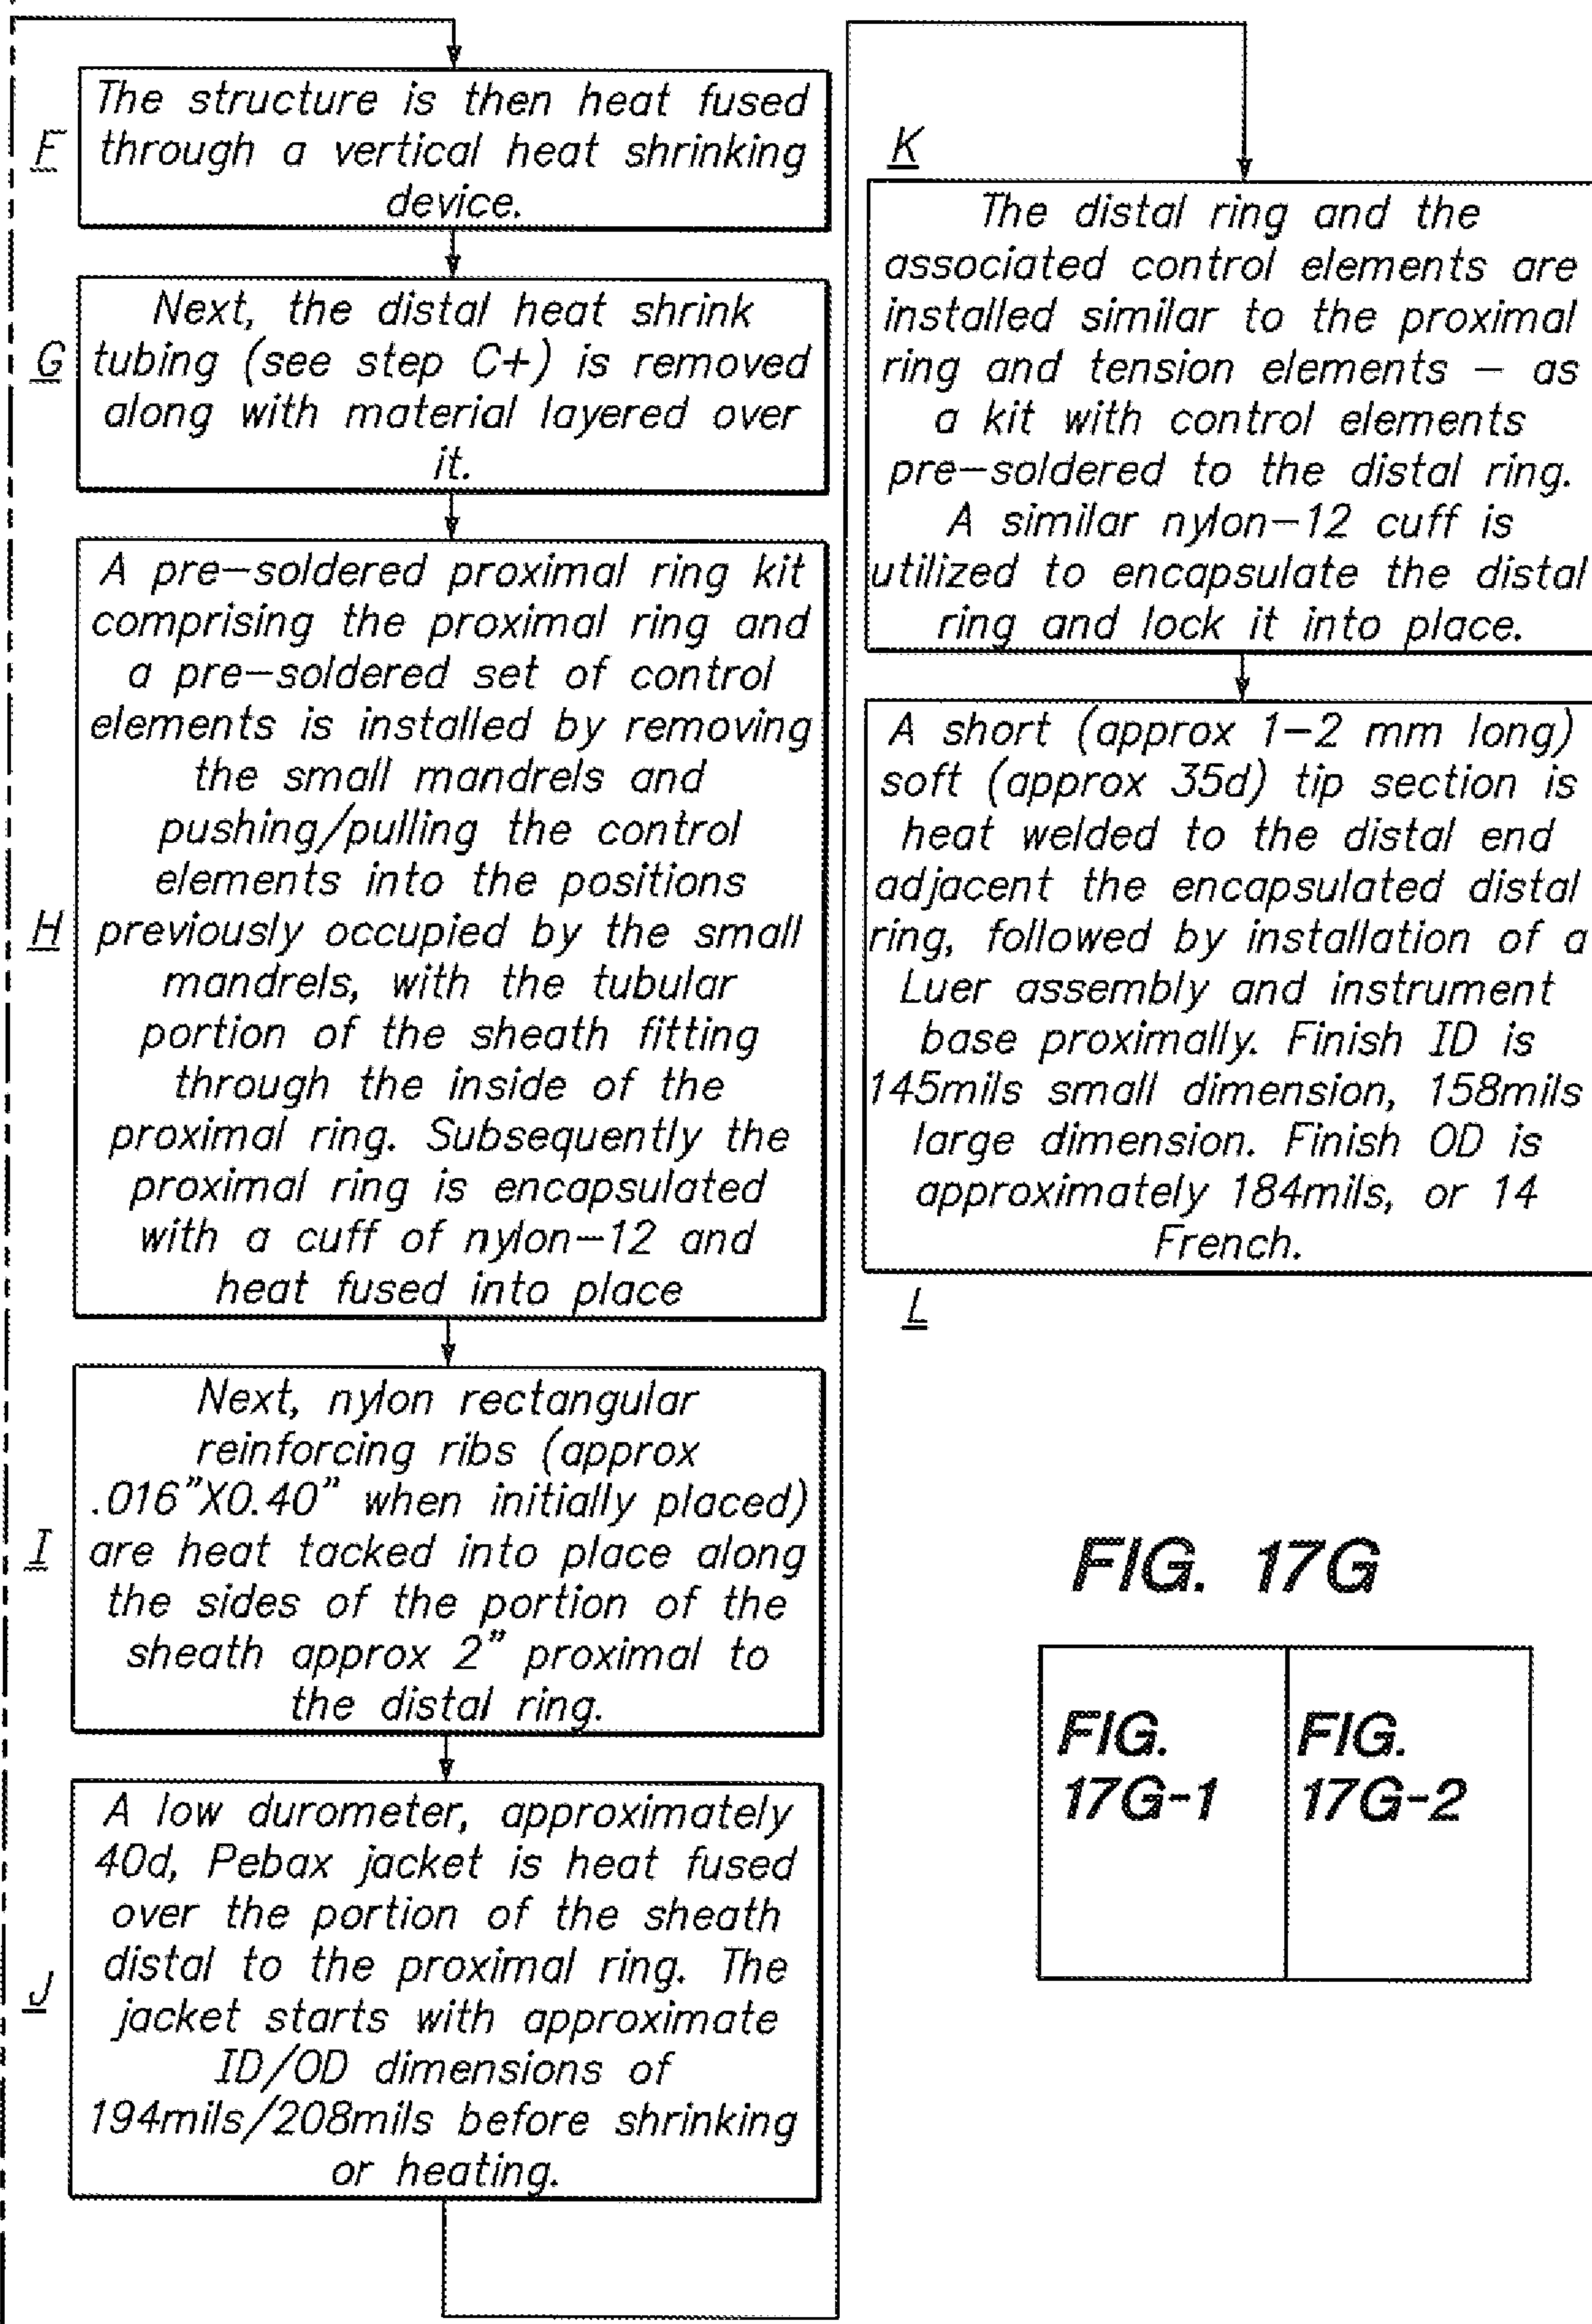 F
The structure is then heat fused
through a vertical heat shrinking
device.
G
Next, the distal heat shrink
tubing (see step C+) is removed
along with material layered over
it.
H
A pre-soldered proximal ring kit
comprising the proximal ring and
a pre-soldered set of control
elements is installed by removing
the small mandrels and
pushing/pulling the control
elements into the positions
previously occupied by the small
mandrels, with the tubular
portion of the sheath fitting
through the inside of the
proximal ring. Subsequently the
proximal ring is encapsulated
with a cuff of nylon-12 and
heat fused into place
I
Next, nylon rectangular
reinforcing ribs (approx
.016"X0.40" when initially placed)
are heat tacked into place along
the sides of the portion of the
sheath approx 2" proximal to
the distal ring.
J
A low durometer, approximately
40d, Pebax jacket is heat fused
over the portion of the sheath
distal to the proximal ring. The
jacket starts with approximate
ID/OD dimensions of
194mils/208mils before shrinking
or heating.
K
The distal ring and the
associated control elements are
installed similar to the proximal
ring and tension elements – as
a kit with control elements
pre-soldered to the distal ring.
A similar nylon-12 cuff is
utilized to encapsulate the distal
ring and lock it into place.
A short (approx 1-2 mm long)
soft (approx 35d) tip section is
heat welded to the distal end
adjacent the encapsulated distal
ring, followed by installation of a
Luer assembly and instrument
base proximally. Finish ID is
145mils small dimension, 158mils
large dimension. Finish OD is
approximately 184mils, or 14
French.
L
FIG. 17G
FIG.
17G-1
FIG.
17G-2